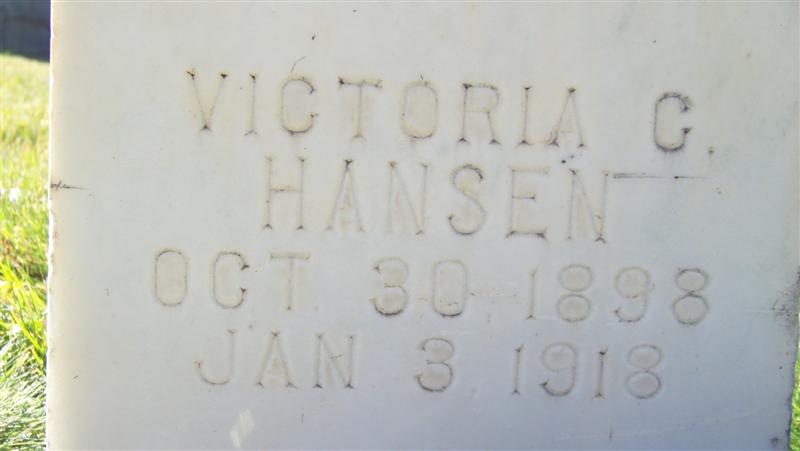 VICTORIA C.
HANSEN
OCT. 30 1898
JAN. 3, 1918